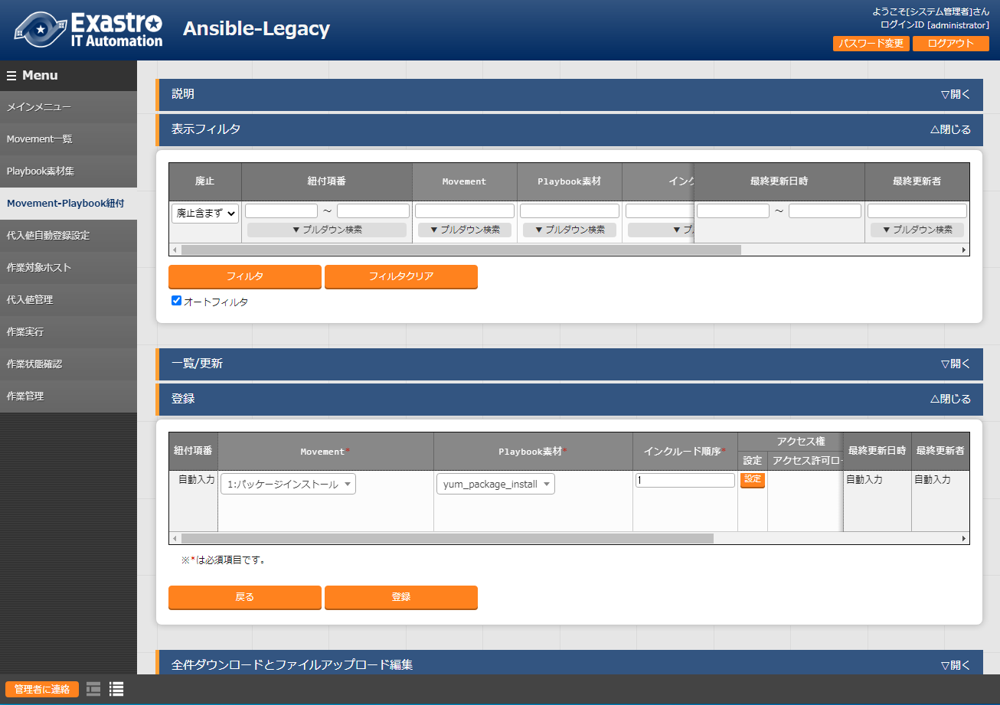 Exastro
IT Automation
Ansible-Legacy
ようこそ[システム管理者]さん
ログインID [administrator]
パスワード変更 ログアウト
Menu
メインメニュー
Movement一覧
Playbook素材集
Movement-Playbook紐付
代入値自動登録設定
作業対象ホスト
代入値管理
作業実行
作業状態確認
作業管理
説明 ▽開く
表示フィルタ △閉じる
廃止 紐付項番 Movement Playbook素材 インク 最終更新日時 最終更新者
廃止含まず ～ ～
▼プルダウン検索 ▼プルダウン検索 ▼プルダウン検索 ▼プ ▼プルダウン検索
フィルタ フィルタクリア
オートフィルタ
一覧/更新 ▽開く
登録 △閉じる
紐付項番 Movement* Playbook素材* インクルード順序* アクセス権 最終更新日時 最終更新者
設定 アクセス許可ロー
自動入力 1:パッケージインストール yum_package_install 1 設定 自動入力 自動入力
※*は必須項目です。
戻る 登録
全件ダウンロードとファイルアップロード編集 ▽開く
管理者に連絡